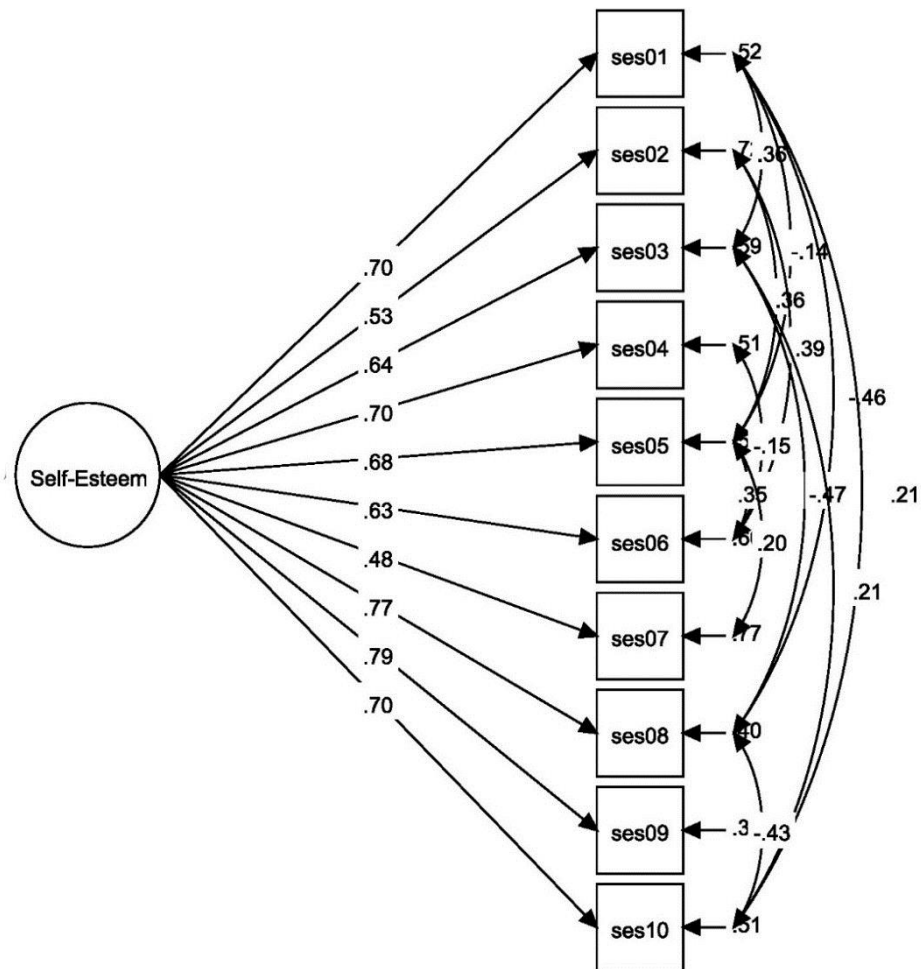 ses01
.52
ses02
.36
ses03
-.14
.70
.36
.53
ses04
.51
.39
.64
.70
-.46
ses05
-.15
.68
Self-Esteem
.35
-.47
.21
.63
ses06
.20
.48
.21
.77
ses07
.77
.79
.70
ses08
.40
ses09
-.43
ses10
.51